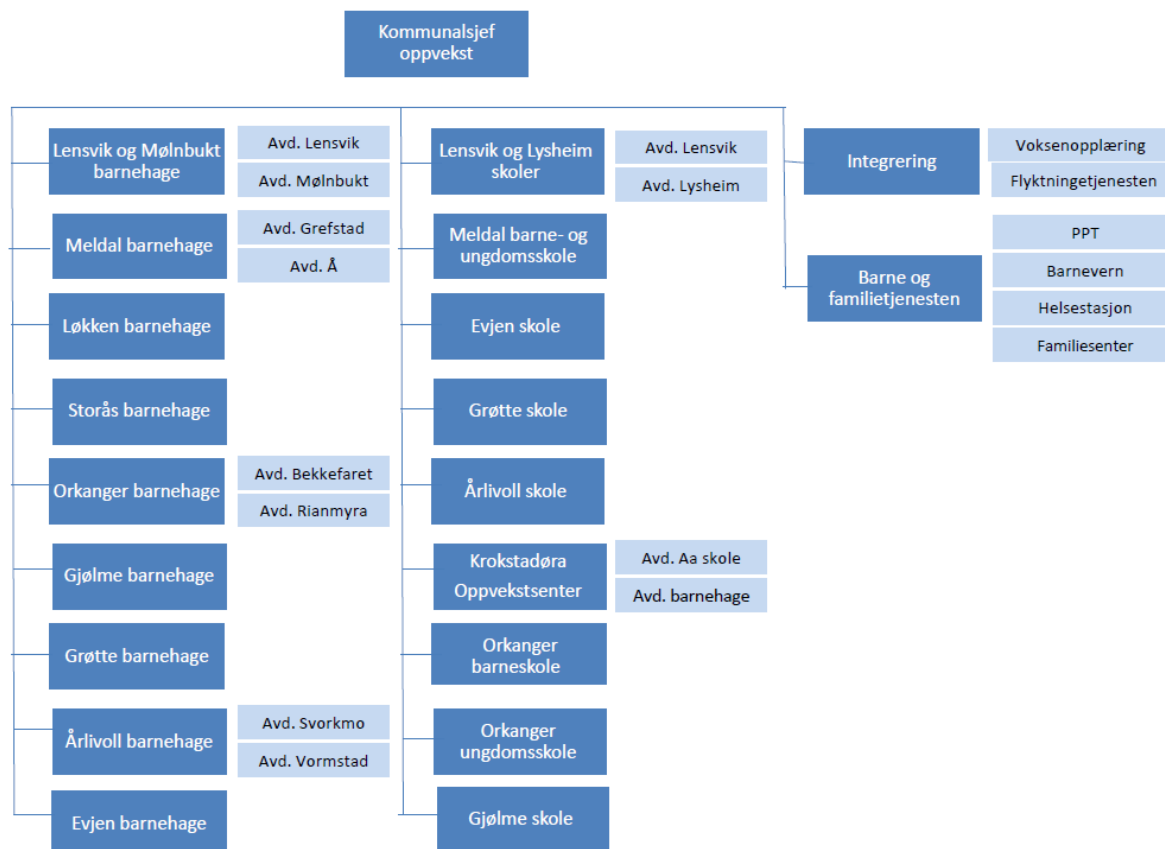 Kommunalsjef
oppvekst
Lensvik og Mølnbukt
barnehage
Avd. Lensvik
Avd. Mølnbukt
Meldal barnehage
Avd. Grefstad
Avd. Å
Løkken barnehage
Storås barnehage
Orkanger barnehage
Avd. Bekkefaret
Avd. Rianmyra
Gjølme barnehage
Grøtte barnehage
Årlivoll barnehage
Avd. Svorkmo
Avd. Vormstad
Evjen barnehage
Lensvik og Lysheim
skoler
Avd. Lensvik
Avd. Lysheim
Meldal barne- og
ungdomsskole
Evjen skole
Grøtte skole
Årlivoll skole
Krokstadøra
Oppvekstsenter
Avd. Aa skole
Avd. barnehage
Orkanger
barneskole
Orkanger
ungdomsskole
Gjølme skole
Integrering
Voksenopplæring
Flyktningetjenesten
Barne og
familietjenesten
PPT
Barnevern
Helsestasjon
Familiesenter